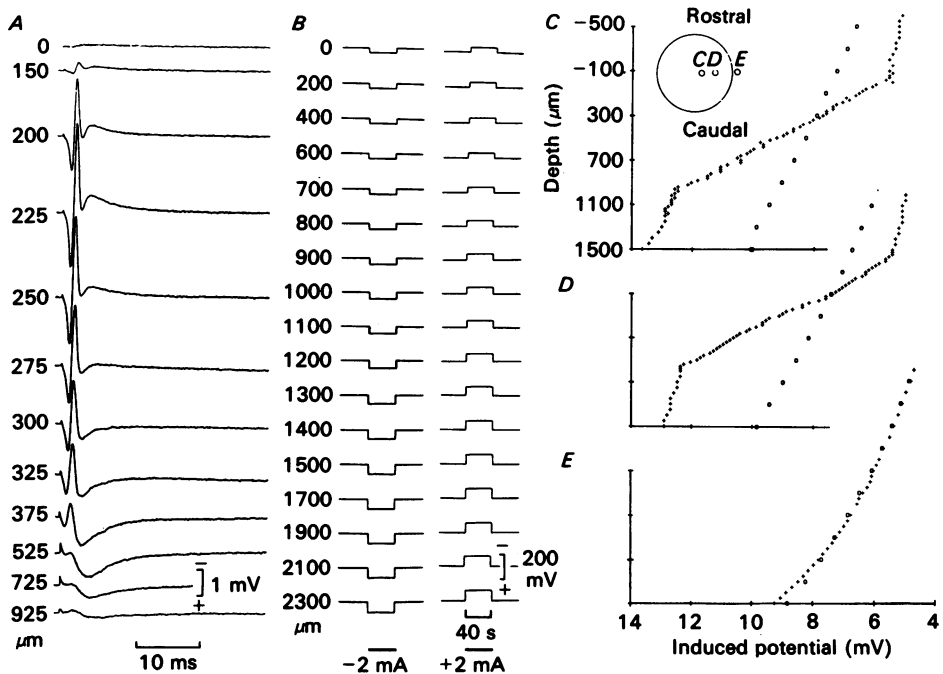 A
0
150
200
225
250
275
300
325
375
525
725
925
μm
−
1 mV
+
10 ms
B
0
200
400
600
700
800
900
1000
1100
1200
1300
1400
1500
1700
1900
2100
2300
μm
−
200
mV
+
40 s
−2 mA
+2 mA
C
−500
−100
300
700
1100
1500
Depth (μm)
Rostral
C D E
Caudal
D
E
14 12 10 8 6 4
Induced potential (mV)